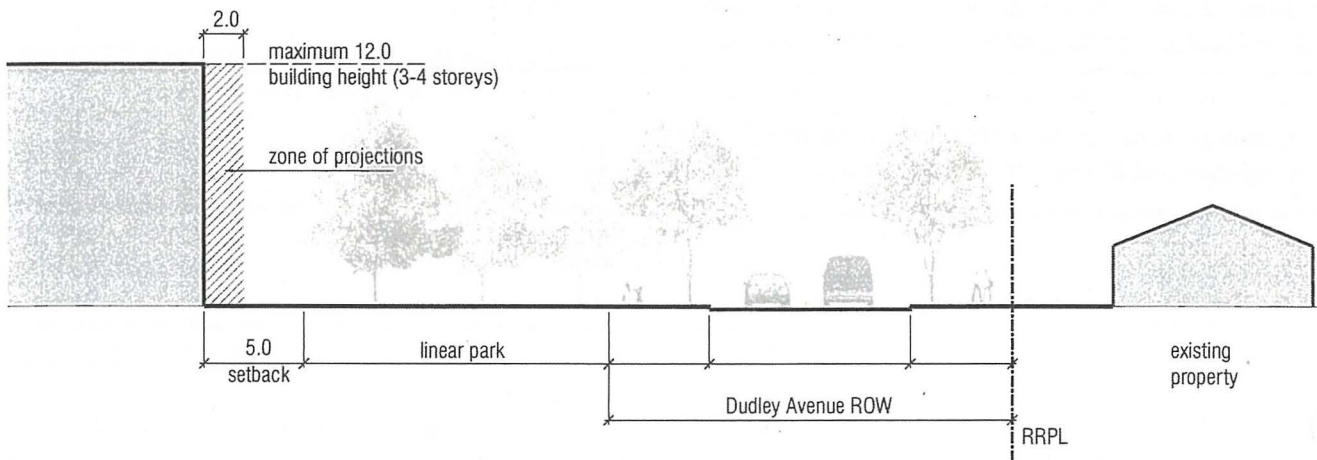 2.0
maximum 12.0
building height (3-4 storeys)
zone of projections
5.0
setback
linear park
existing
property
Dudley Avenue ROW
RRPL